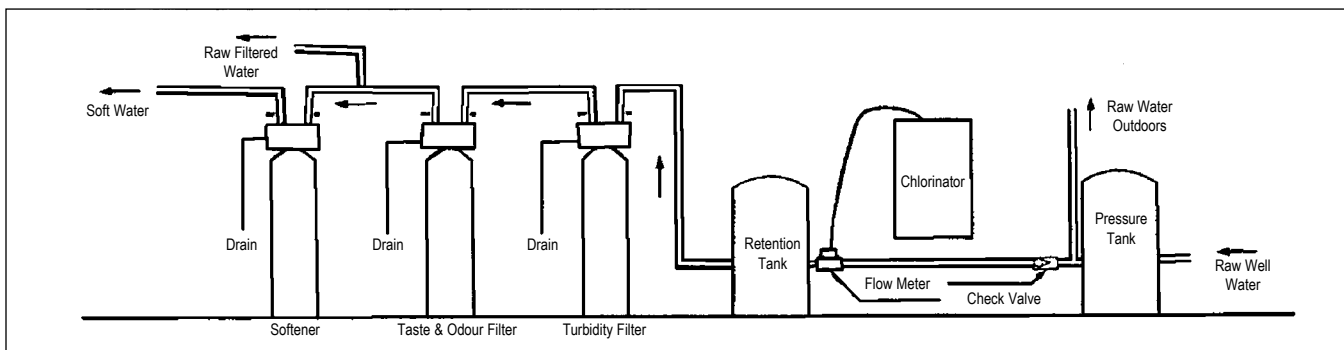 Raw Filtered
Water
Soft Water
Raw Water
Outdoors
Chlorinator
Pressure
Tank
Retention
Tank
Drain
Drain
Drain
Raw Well
Water
Flow Meter
Check Valve
Softener
Taste & Odour Filter
Turbidity Filter